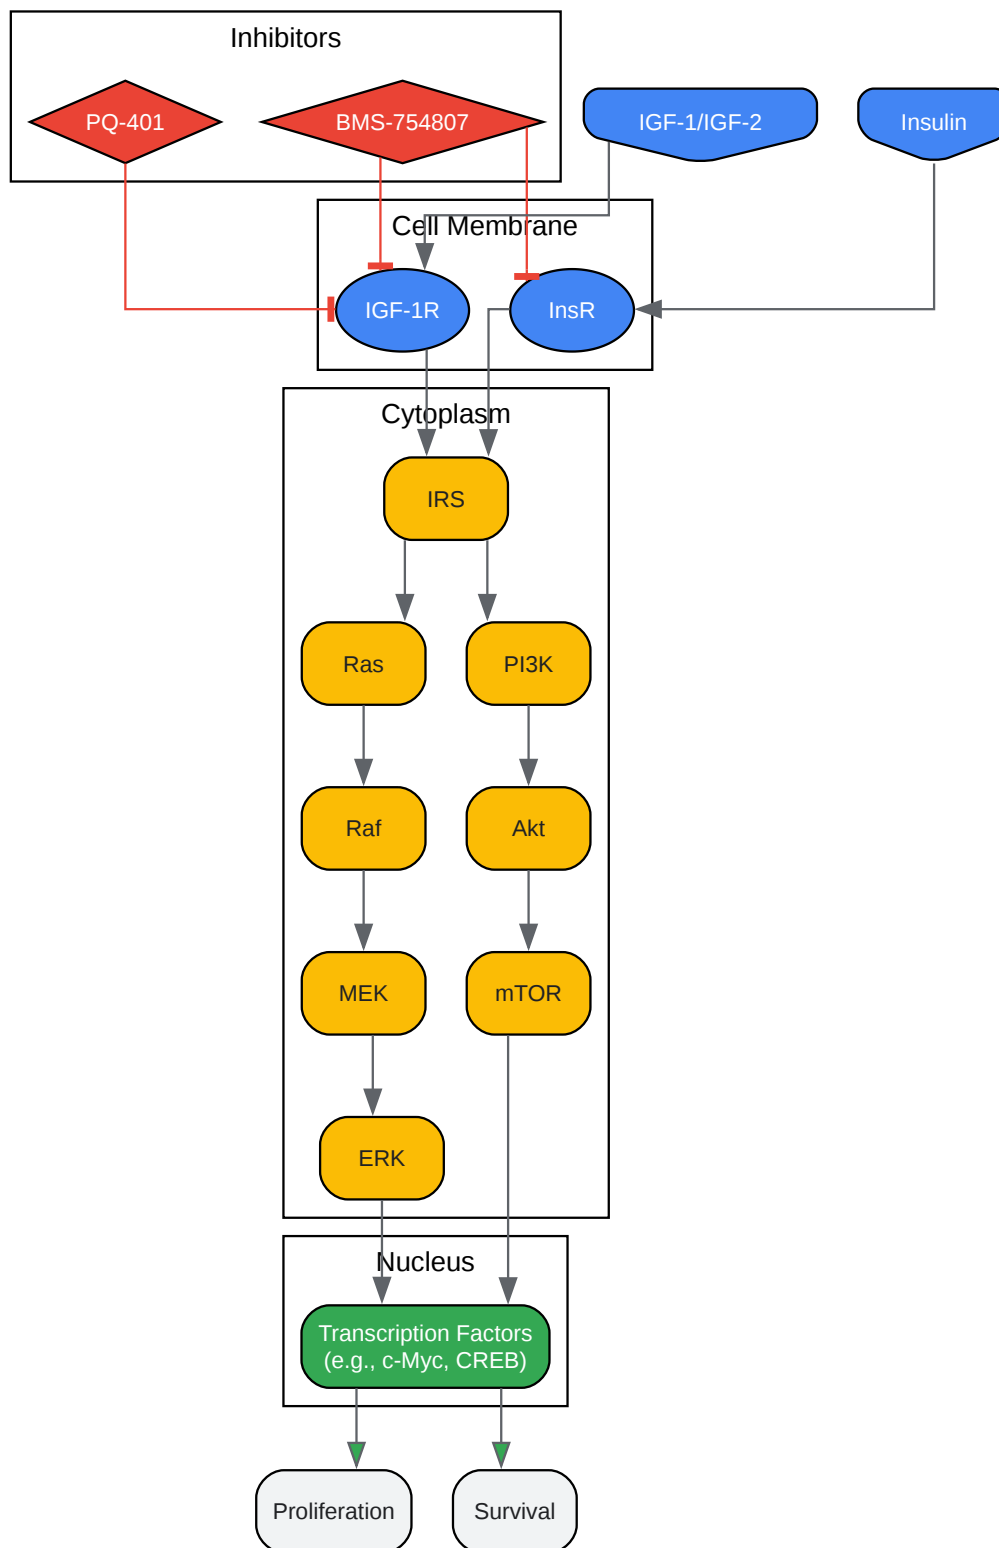 Inhibitors
PQ-401
BMS-754807
IGF-1/IGF-2
Insulin
Cell Membrane
IGF-1R
InsR
Cytoplasm
IRS
Ras
PI3K
Raf
Akt
MEK
mTOR
ERK
Nucleus
Transcription Factors
(e.g., c-Myc, CREB)
Proliferation
Survival